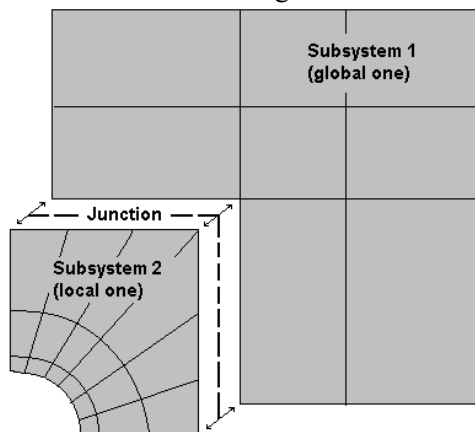 Subsystem 1
(global one)
Junction
Subsystem 2
(local one)